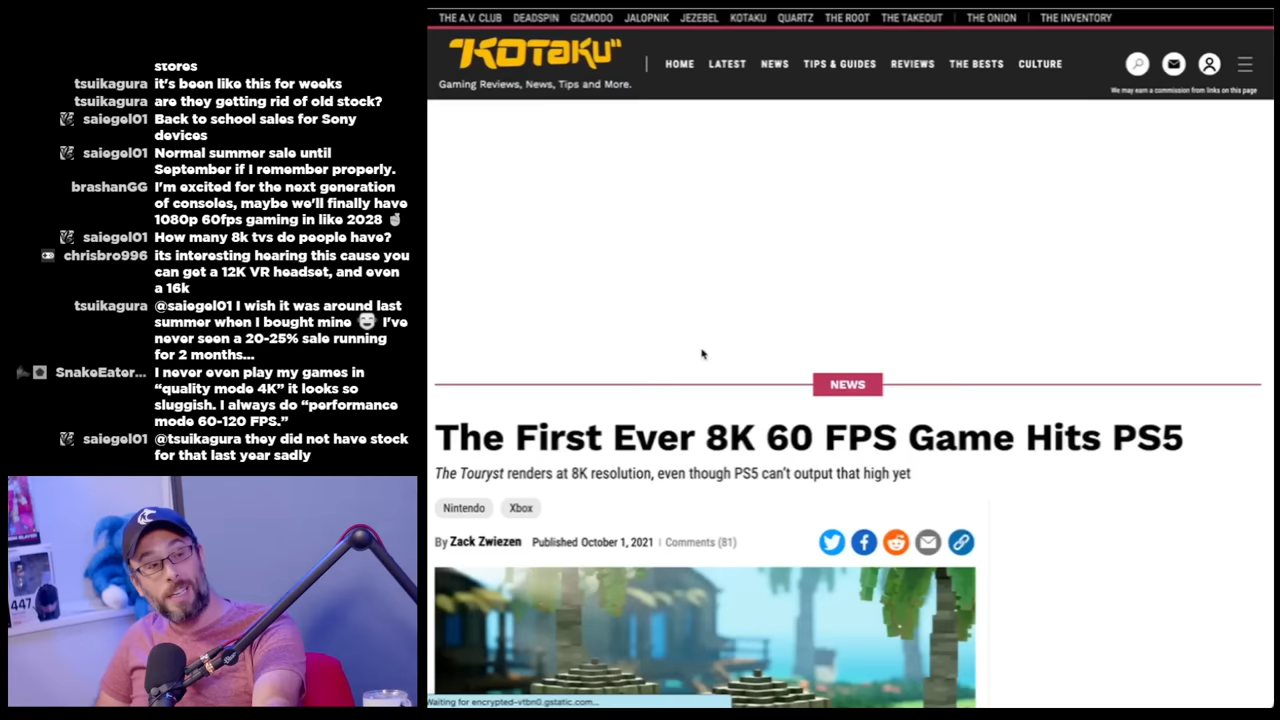 stores
tsuikagura it's been like this for weeks
tsuikagura are they getting rid of old stock?
saiegel01 Back to school sales for Sony
devices
saiegel01 Normal summer sale until
September if I remember properly.
brashanGG I'm excited for the next generation
of consoles, maybe we'll finally have
1080p 60fps gaming in like 2028
saiegel01 How many 8k tvs do people have?
chrisbro996 its interesting hearing this cause you
can get a 12K VR headset, and even
a 16k
tsuikagura @saiegel01 I wish it was around last
summer when I bought mine I've
never seen a 20-25% sale running
for 2 months...
SnakeEater... I never even play my games in
“quality mode 4K” it looks so
sluggish. I always do “performance
mode 60-120 FPS.”
saiegel01 @tsuikagura they did not have stock
for that last year sadly
447
THE A.V. CLUB DEADSPIN GIZMODO JALOPNIK JEZEBEL KOTAKU QUARTZ THE ROOT THE TAKEOUT THE ONION THE INVENTORY
"KOTAKU"
Gaming Reviews, News, Tips and More.
HOME LATEST NEWS TIPS & GUIDES REVIEWS THE BESTS CULTURE
We may earn a commission from links on this page
NEWS
The First Ever 8K 60 FPS Game Hits PS5
The Touryst renders at 8K resolution, even though PS5 can't output that high yet
Nintendo Xbox
By Zack Zwiezen Published October 1, 2021 | Comments (81)
Waiting for encrypted-vtbn0.gstatic.com...